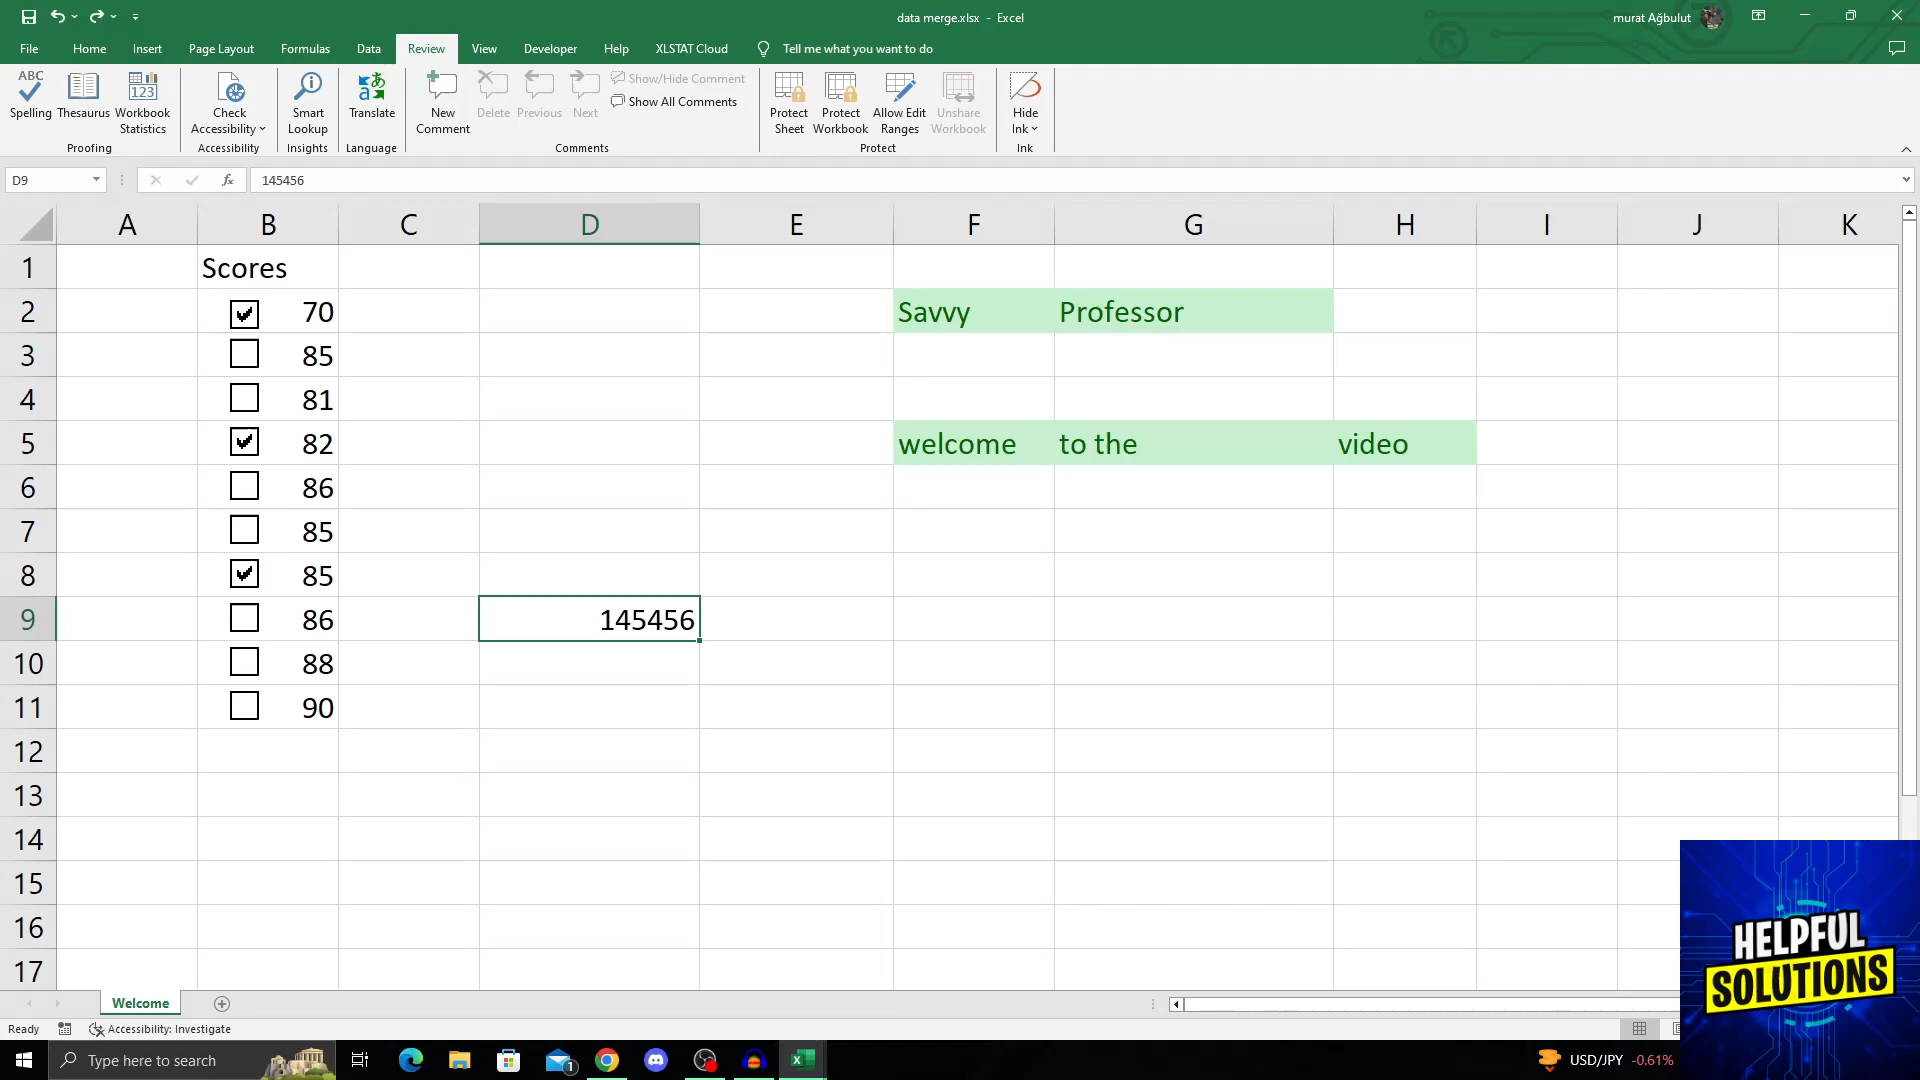 data merge.xlsx - Excel
murat Ağbulut
File Home Insert Page Layout Formulas Data Review View Developer Help XLSTAT Cloud Tell me what you want to do
ABC
Spelling
Thesaurus
123
Workbook
Statistics
Proofing
Check
Accessibility
Accessibility
Smart
Lookup
Insights
あ
a
Translate
Language
New
Comment
Delete
Previous
Next
Show/Hide Comment
Show All Comments
Comments
Protect
Sheet
Protect
Workbook
Allow Edit
Ranges
Unshare
Workbook
Protect
Hide
Ink
Ink
D9 fx 145456
A B C D E F G H I J K
1 Scores
2 70 Savvy Professor
3 85
4 81
5 82 welcome to the video
6 86
7 85
8 85
9 86 145456
10 88
11 90
12
13
14
15
16
17
Welcome
Ready Accessibility: Investigate
HELPFUL
SOLUTIONS
Type here to search
1
USD/JPY -0.61%